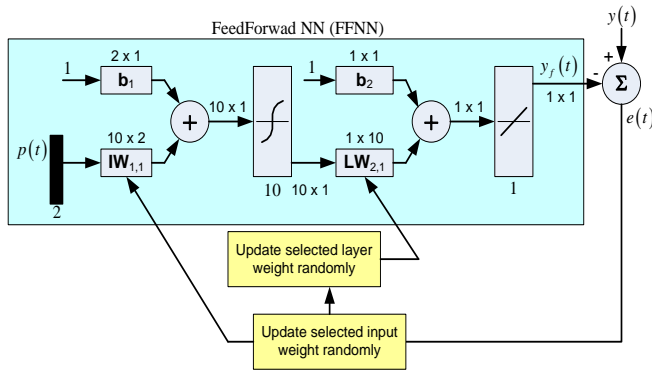 FeedForwad NN (FFNN)
y(t)
2 x 1
1 x 1
1
b1
1
b2
yf(t)
+
-
Σ
10 x 1
1 x 1
1 x 1
e(t)
+
+
p(t)
10 x 2
1 x 10
IW1,1
LW2,1
2
10
10 x 1
1
Update selected layer
weight randomly
Update selected input
weight randomly